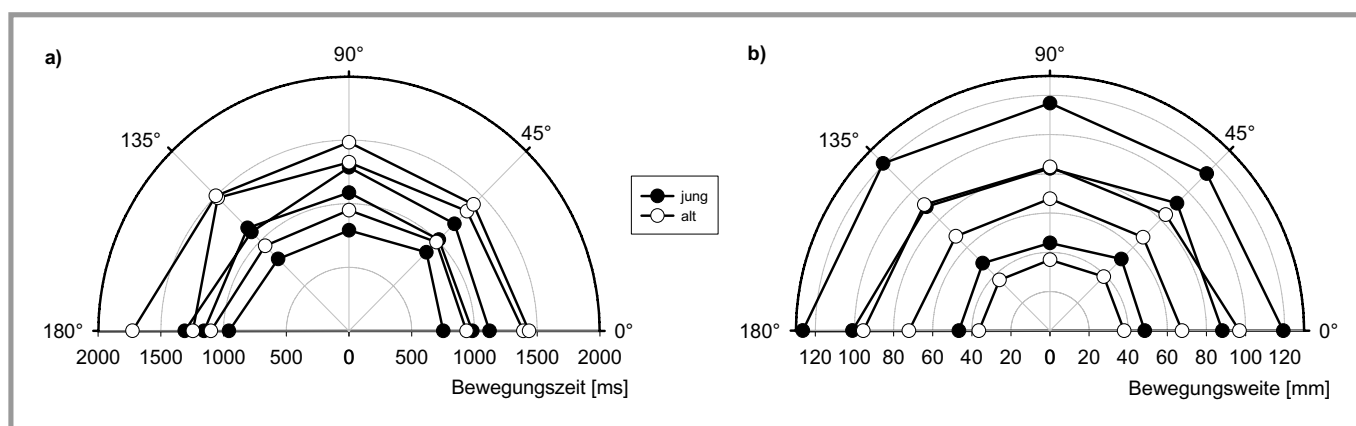 a)
90°
135°
45°
180°
0°
2000 1500 1000 500 0 500 1000 1500 2000
Bewegungszeit [ms]
jung
alt
b)
90°
135°
45°
180°
0°
120 100 80 60 40 20 0 20 40 60 80 100 120
Bewegungsweite [mm]